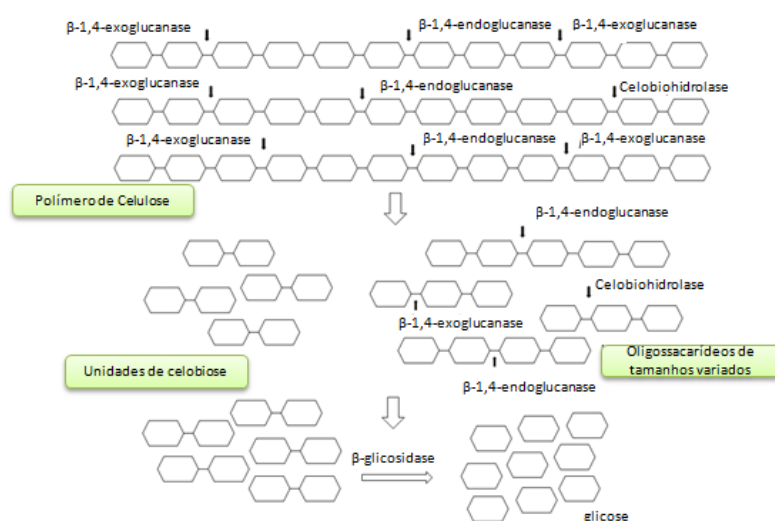 β-1,4-exoglucanase β-1,4-endoglucanase β-1,4-exoglucanase
β-1,4-exoglucanase β-1,4-endoglucanase Celobiohidrolase
β-1,4-exoglucanase β-1,4-endoglucanase β-1,4-exoglucanase
Polímero de Celulose
β-1,4-endoglucanase
Celobiohidrolase
β-1,4-exoglucanase
Unidades de celobiose
Oligossacarídeos de
tamanhos variados
β-1,4-endoglucanase
β-glicosidase
glicose